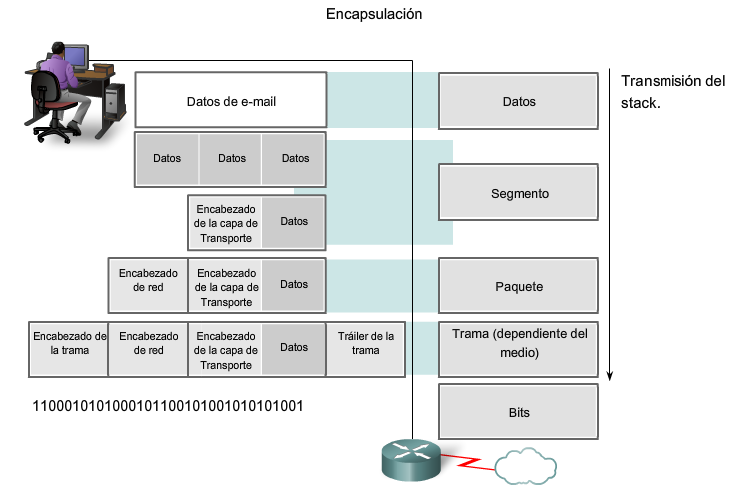 Encapsulación
Transmisión del
stack.
Datos de e-mail
Datos
Datos
Datos
Datos
Segmento
Encabezado
de la capa de
Transporte
Datos
Encabezado
de red
Encabezado
de la capa de
Transporte
Datos
Paquete
Encabezado de
la trama
Encabezado
de red
Encabezado
de la capa de
Transporte
Datos
Tráiler de la
trama
Trama (dependiente del
medio)
1100010101000101100101001010101001
Bits